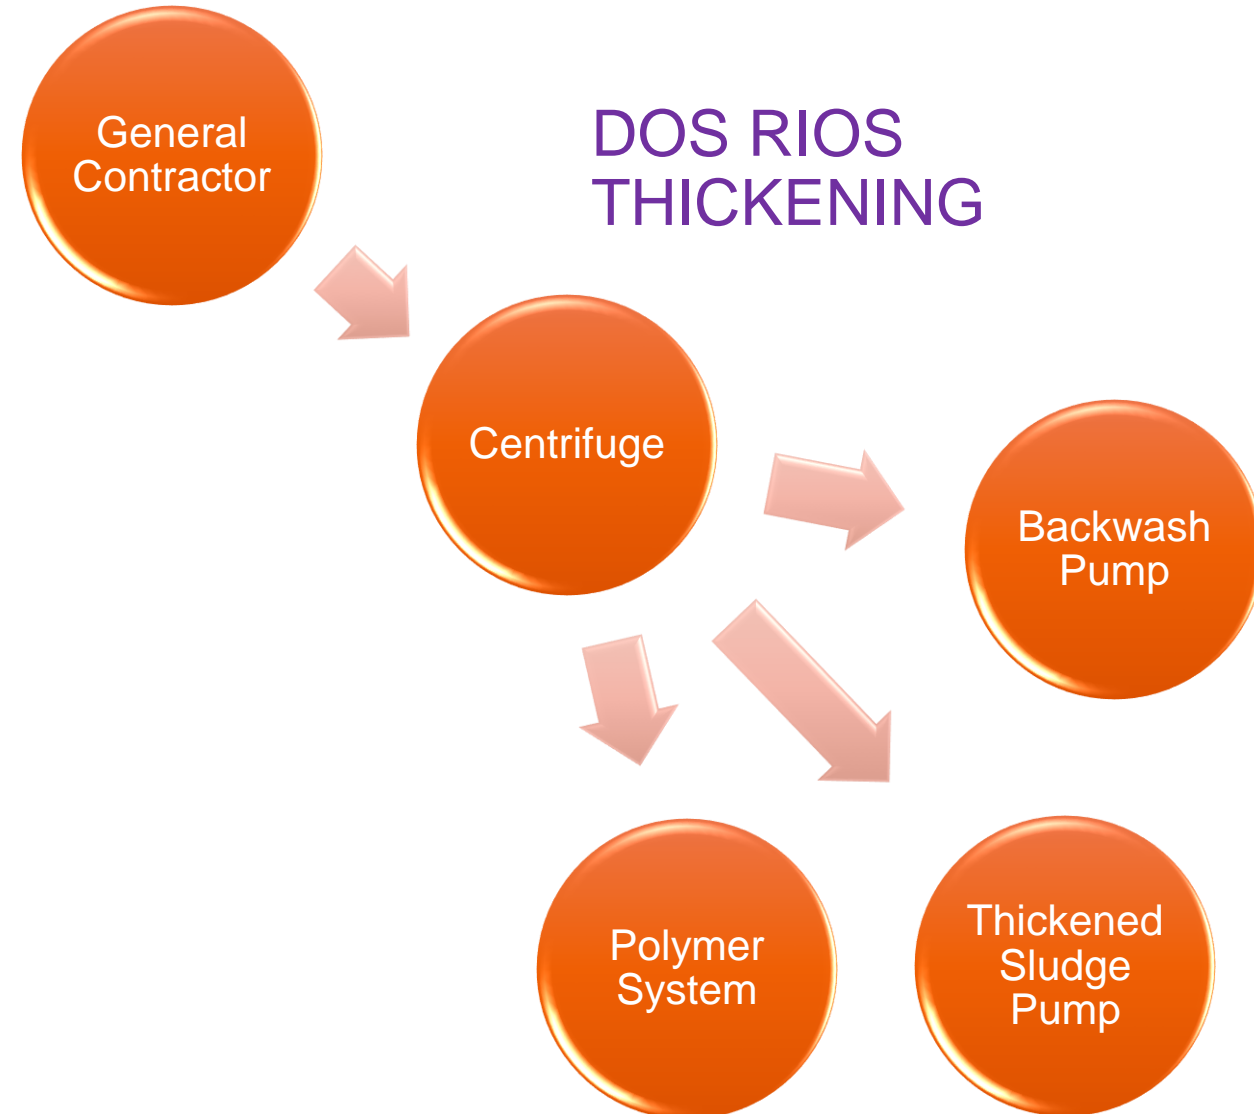 General
Contractor
DOS RIOS
THICKENING
Centrifuge
Backwash
Pump
Polymer
System
Thickened
Sludge
Pump